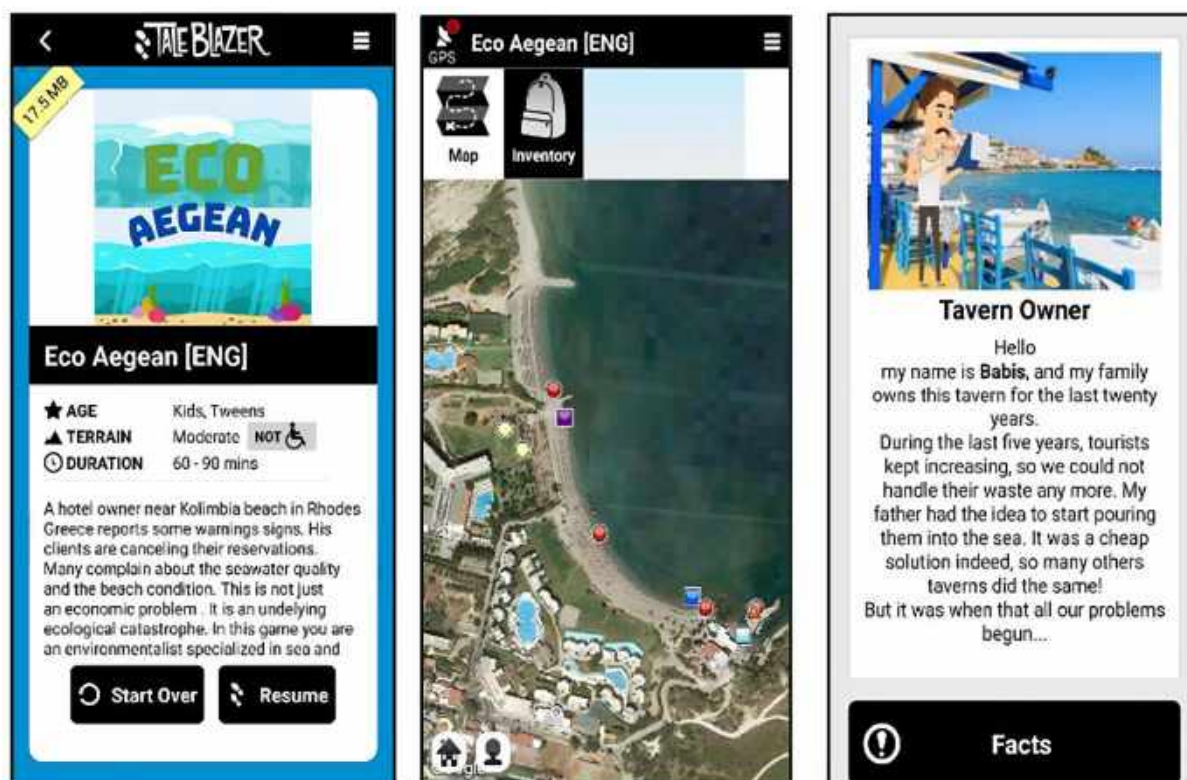 TALEBLAZER
17.5 MB
ECO
AEGEAN
Eco Aegean [ENG]
AGE Kids, Tweens
TERRAIN Moderate NOT
DURATION 60 - 90 mins
A hotel owner near Kolimbia beach in Rhodes
Greece reports some warnings signs. His
clients are canceling their reservations.
Many complain about the seawater quality
and the beach condition. This is not just
an economic problem . It is an undelying
ecological catastrophe. In this game you are
an environmentalist specialized in sea and
Start Over
Resume
GPS
Eco Aegean [ENG]
Map
Inventory
Tavern Owner
Hello
my name is Babis, and my family
owns this tavern for the last twenty
years.
During the last five years, tourists
kept increasing, so we could not
handle their waste any more. My
father had the idea to start pouring
them into the sea. It was a cheap
solution indeed, so many others
taverns did the same!
But it was when that all our problems
begun...
Facts